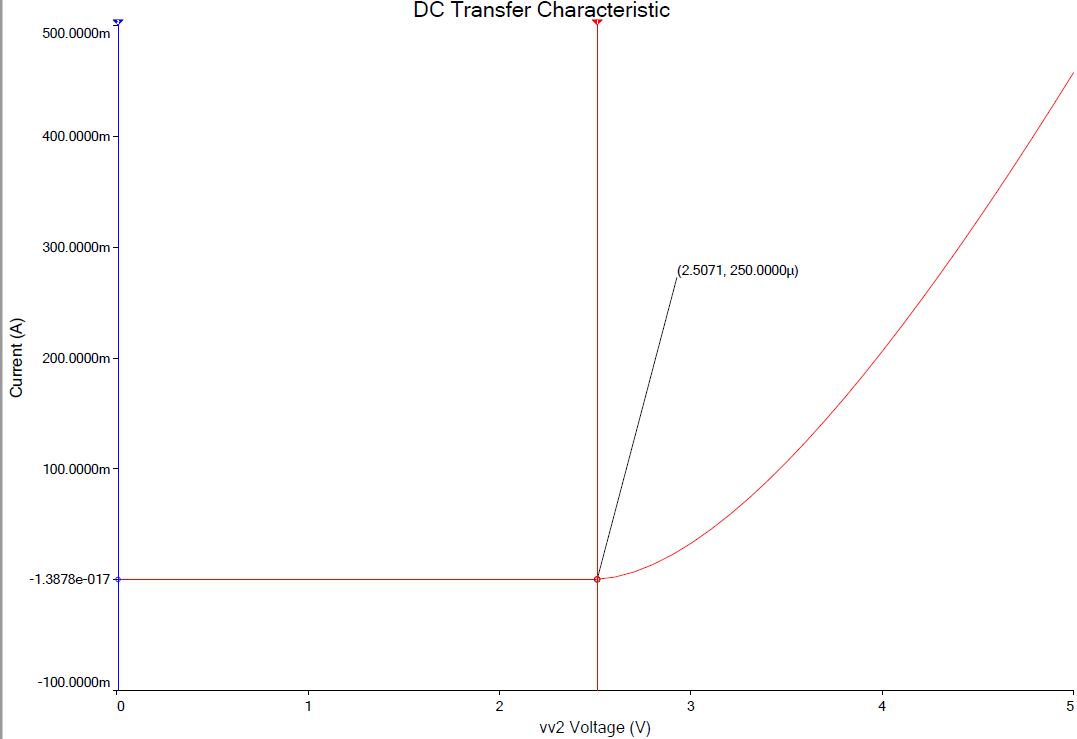 DC Transfer Characteristic
500.0000m
400.0000m
300.0000m
(2.5071, 250.0000µ)
Current (A)
200.0000m
100.0000m
-1.3878e-017
-100.0000m
0 1 2 3 4 5
vv2 Voltage (V)